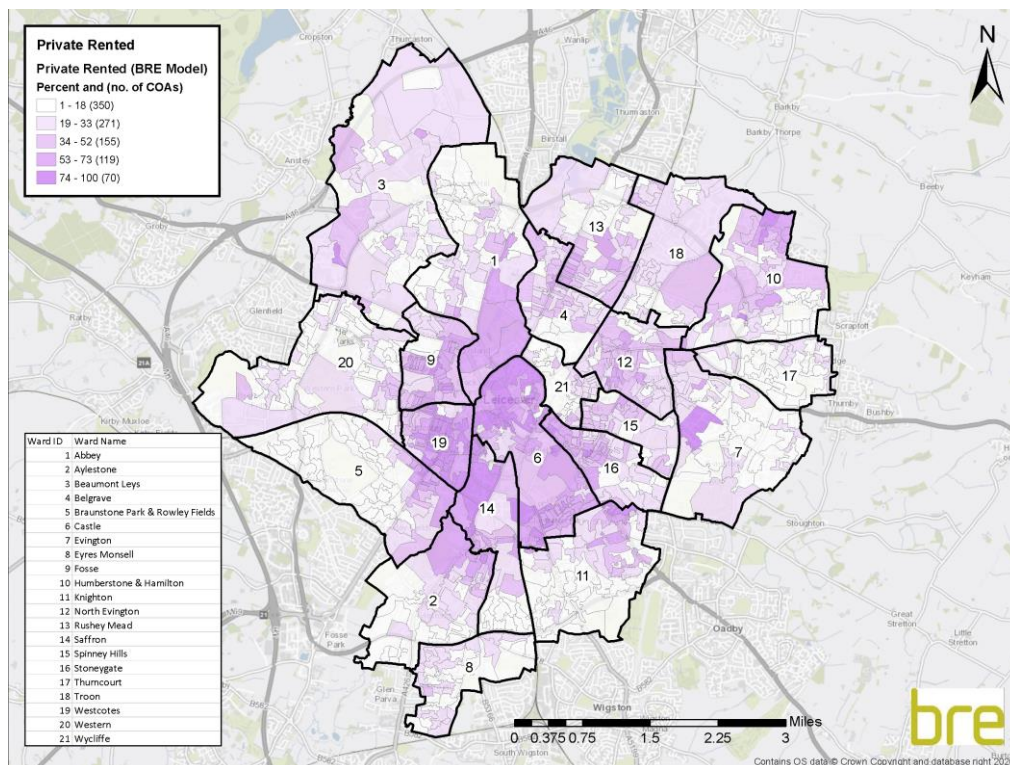 Private Rented
Private Rented (BRE Model)
Percent and (no. of COAs)
1 - 18 (350)
19 - 33 (271)
34 - 52 (155)
53 - 73 (119)
74 - 100 (70)
N
Cropston
Thurcaston
Wanlip
Thurmaston
Barkby
Barkby Thorpe
Birstall
Anstey
Beeby
Groby
Keyham
Glenfield
Ratby
Scraptoft
Thurnby
Bushby
Kirby Muxloe
Stoughton
Oadby
Great
Stretton
Little
Stretton
Fosse
Park
Glen
Parva
Wigston
South Wigston
3
1
13
18
10
4
9
20
12
21
17
15
19
5
6
16
7
14
11
2
8
Ward ID Ward Name
1 Abbey
2 Aylestone
3 Beaumont Leys
4 Belgrave
5 Braunstone Park & Rowley Fields
6 Castle
7 Evington
8 Eyres Monsell
9 Fosse
10 Humberstone & Hamilton
11 Knighton
12 North Evington
13 Rushey Mead
14 Saffron
15 Spinney Hills
16 Stoneygate
17 Thurncourt
18 Troon
19 Westcotes
20 Western
21 Wycliffe
Miles
0 0.375 0.75 1.5 2.25 3
bre
Contains OS data © Crown Copyright and database right 202